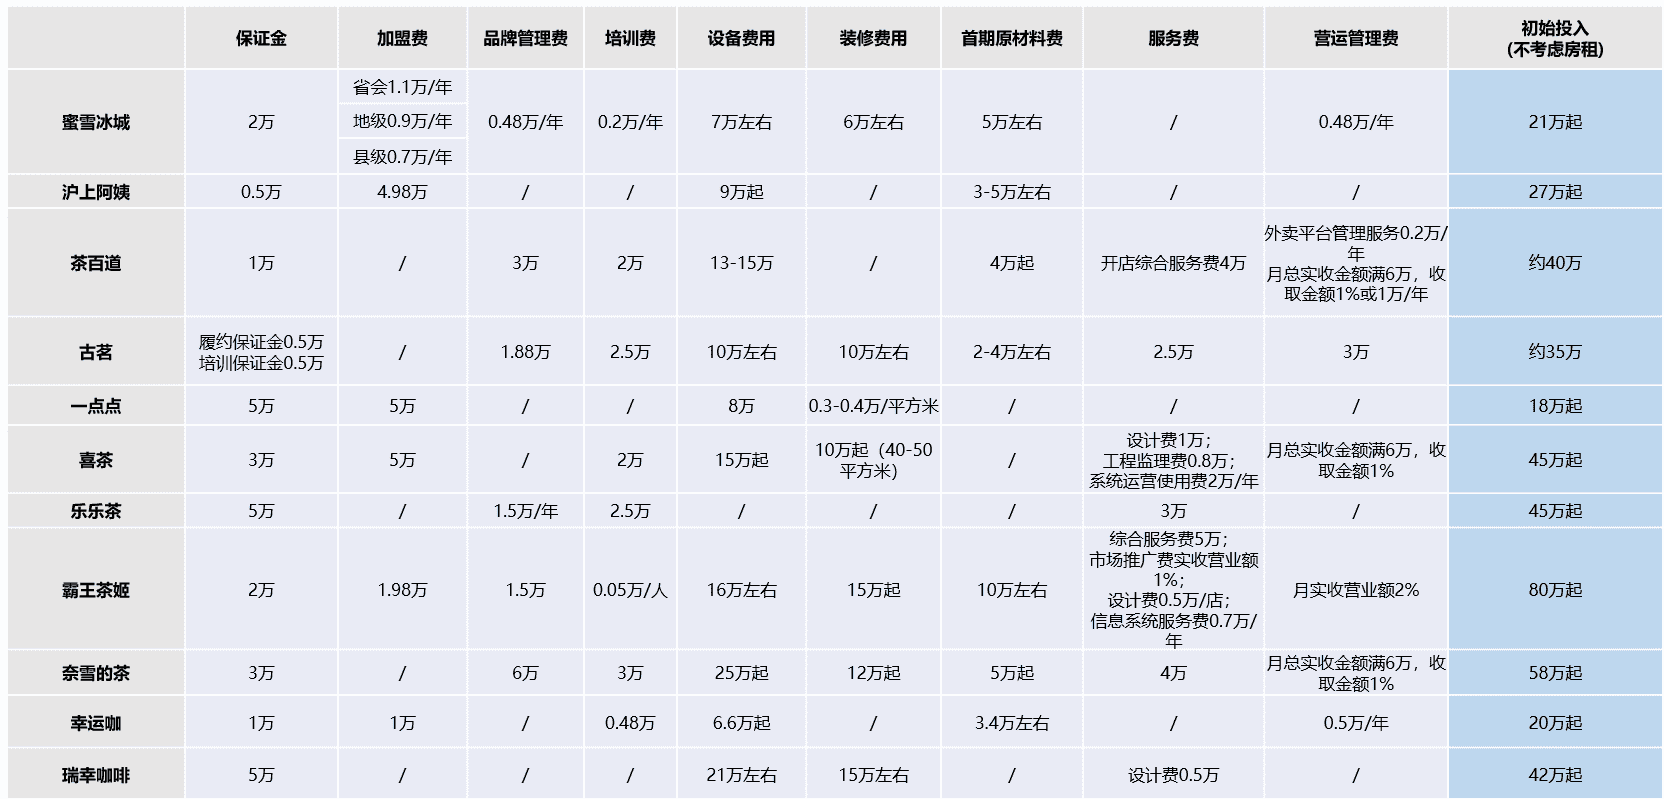 保证金 加盟费 品牌管理费 培训费 设备费用 装修费用 首期原材料费 服务费 营运管理费 初始投入
(不考虑房租)
蜜雪冰城 2万 省会1.1万/年 0.48万/年 0.2万/年 7万左右 6万左右 5万左右 / 0.48万/年 21万起
地级0.9万/年
县级0.7万/年
沪上阿姨 0.5万 4.98万 / / 9万起 / 3-5万左右 / / 27万起
茶百道 1万 / 3万 2万 13-15万 / 4万起 开店综合服务费4万 外卖平台管理服务0.2万/
年
月总实收金额满6万，收
取金额1%或1万/年
约40万
古茗 履约保证金0.5万
培训保证金0.5万
/ 1.88万 2.5万 10万左右 10万左右 2-4万左右 2.5万 3万 约35万
一点点 5万 5万 / / 8万 0.3-0.4万/平方米 / / / 18万起
喜茶 3万 5万 / 2万 15万起 10万起（40-50
平方米）
/ 设计费1万；
工程监理费0.8万；
系统运营使用费2万/年
月总实收金额满6万，收
取金额1%
45万起
乐乐茶 5万 / 1.5万/年 2.5万 / / / 3万 / 45万起
霸王茶姬 2万 1.98万 1.5万 0.05万/人 16万左右 15万起 10万左右 综合服务费5万；
市场推广费实收营业额
1%；
设计费0.5万/店；
信息系统服务费0.7万/
年
月实收营业额2% 80万起
奈雪的茶 3万 / 6万 3万 25万起 12万起 5万起 4万 月总实收金额满6万，收
取金额1%
58万起
幸运咖 1万 1万 / 0.48万 6.6万起 / 3.4万左右 / 0.5万/年 20万起
瑞幸咖啡 5万 / / / 21万左右 15万左右 / 设计费0.5万 / 42万起